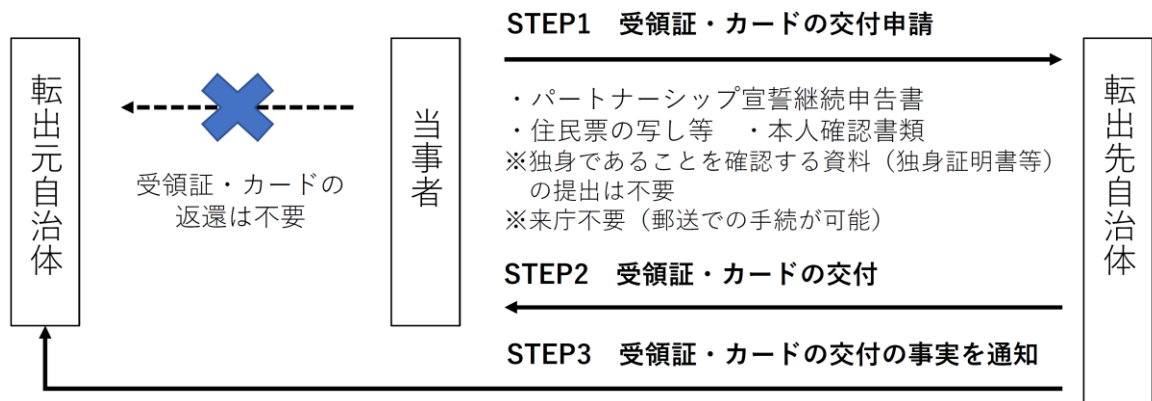 転出元自治体
受領証・カードの
返還は不要
当事者
STEP1　受領証・カードの交付申請
・パートナーシップ宣誓継続申告書
・住民票の写し等　・本人確認書類
※独身であることを確認する資料（独身証明書等）
の提出は不要
※来庁不要（郵送での手続が可能）
STEP2　受領証・カードの交付
STEP3　受領証・カードの交付の事実を通知
転出先自治体